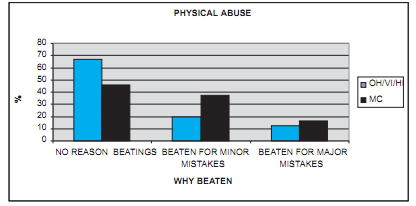 PHYSICAL ABUSE
80
70
60
50
40
30
20
10
0
%
NO REASON BEATINGS BEATEN FOR MINOR MISTAKES BEATEN FOR MAJOR MISTAKES
WHY BEATEN
OH/VI/HI
MC